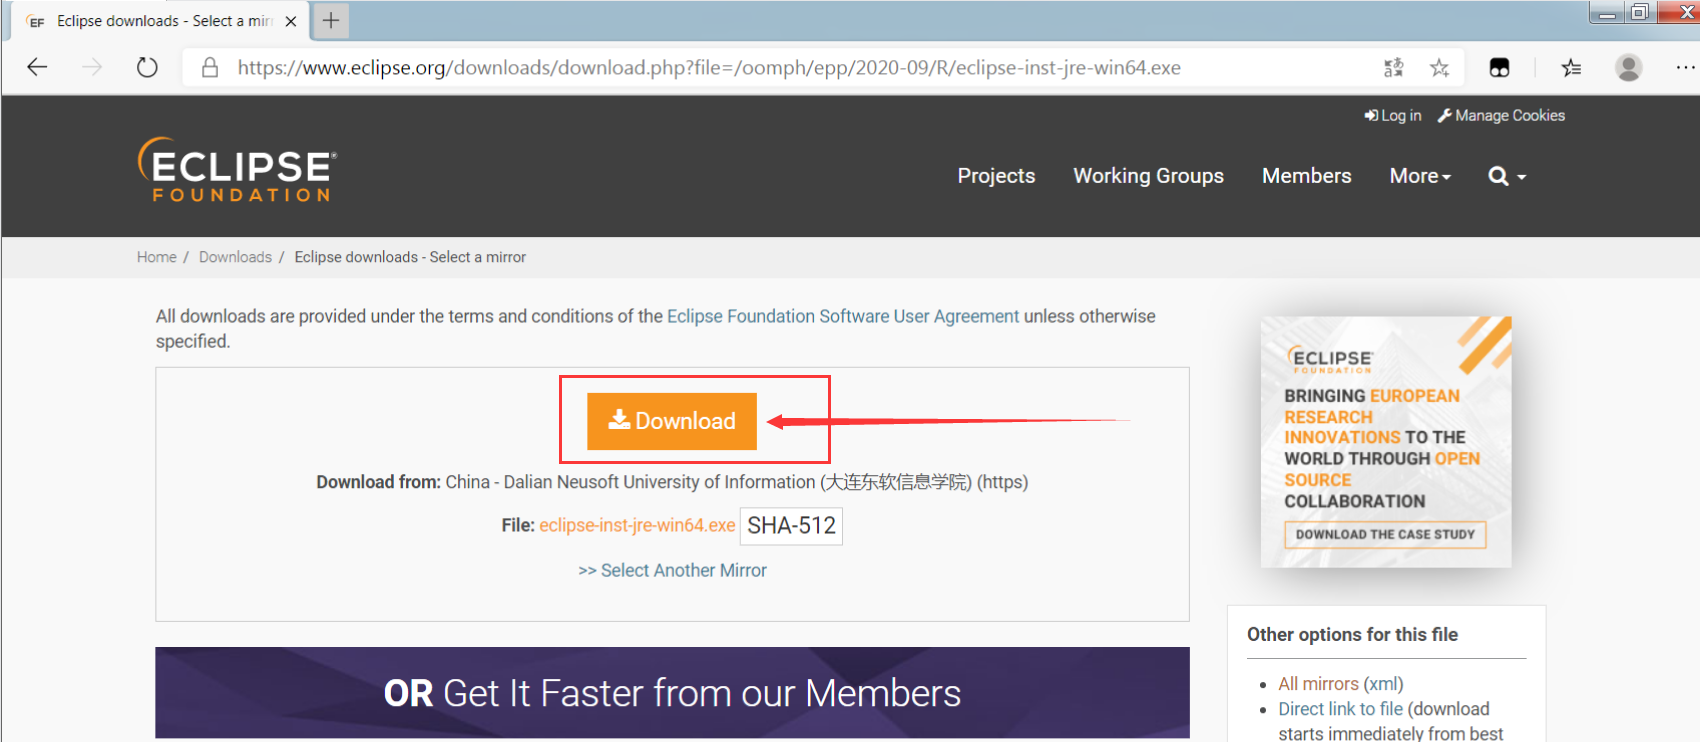 EF Eclipse downloads - Select a mirr
https://www.eclipse.org/downloads/download.php?file=/oomph/epp/2020-09/R/eclipse-inst-jre-win64.exe
Log in Manage Cookies
ECLIPSE®
FOUNDATION
Projects Working Groups Members More
Home / Downloads / Eclipse downloads - Select a mirror
All downloads are provided under the terms and conditions of the Eclipse Foundation Software User Agreement unless otherwise
specified.
Download
Download from: China - Dalian Neusoft University of Information (大连东软信息学院) (https)
File: eclipse-inst-jre-win64.exe SHA-512
>> Select Another Mirror
OR Get It Faster from our Members
ECLIPSE
FOUNDATION
BRINGING EUROPEAN
RESEARCH
INNOVATIONS TO THE
WORLD THROUGH OPEN
SOURCE
COLLABORATION
DOWNLOAD THE CASE STUDY
Other options for this file
All mirrors (xml)
Direct link to file (download
starts immediately from best